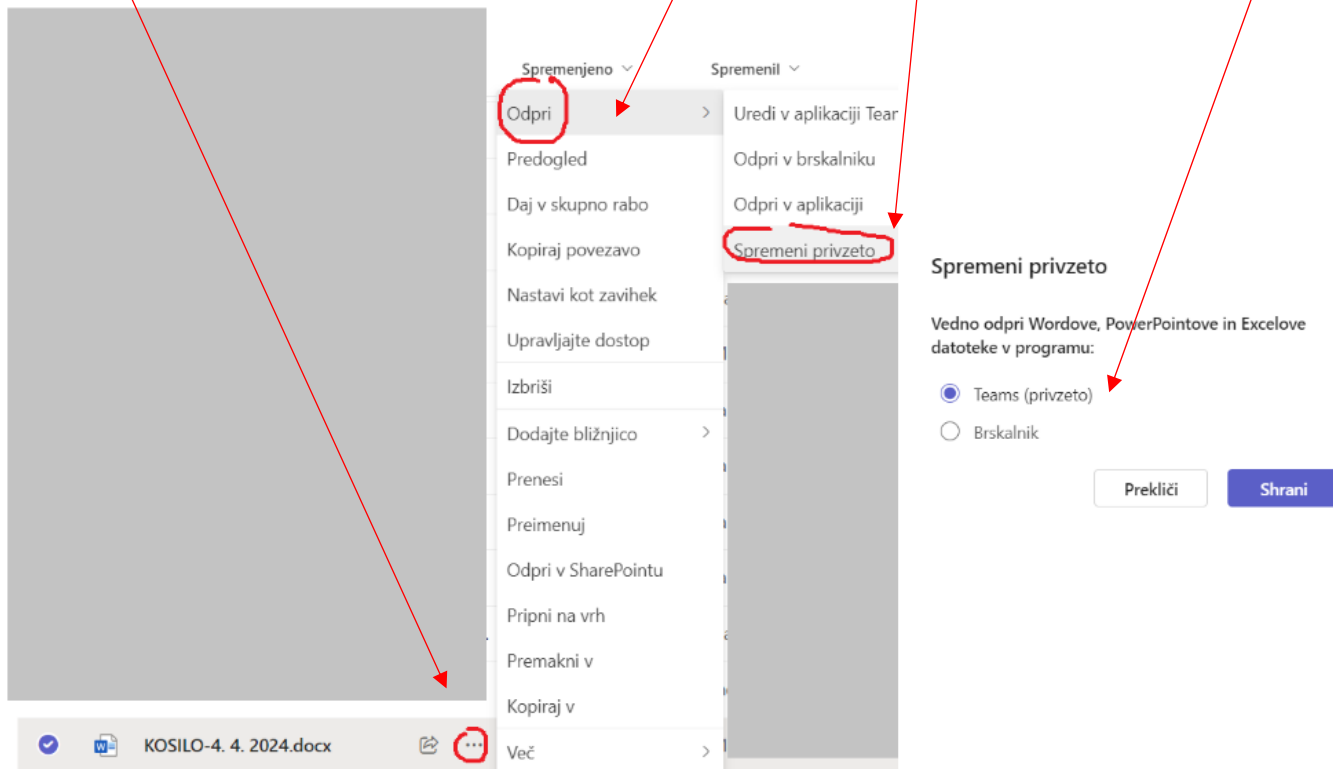 Spremenjeno
Spremenil
Odpri
Predogled
Daj v skupno rabo
Kopiraj povezavo
Nastavi kot zavihek
Upravljajte dostop
Izbriši
Dodajte bližnjico
Prenesi
Preimenuj
Odpri v SharePointu
Pripni na vrh
Premakni v
Kopiraj v
Več
Uredi v aplikaciji
Odpri v brskalniku
Odpri v aplikaciji
Spremeni privzeto
Spremeni privzeto
Vedno odpri Wordove, PowerPointove in Excelove
datoteke v programu:
Teams (privzeto)
Brskalnik
Prekliči
Shrani
KOSILO-4. 4. 2024.docx